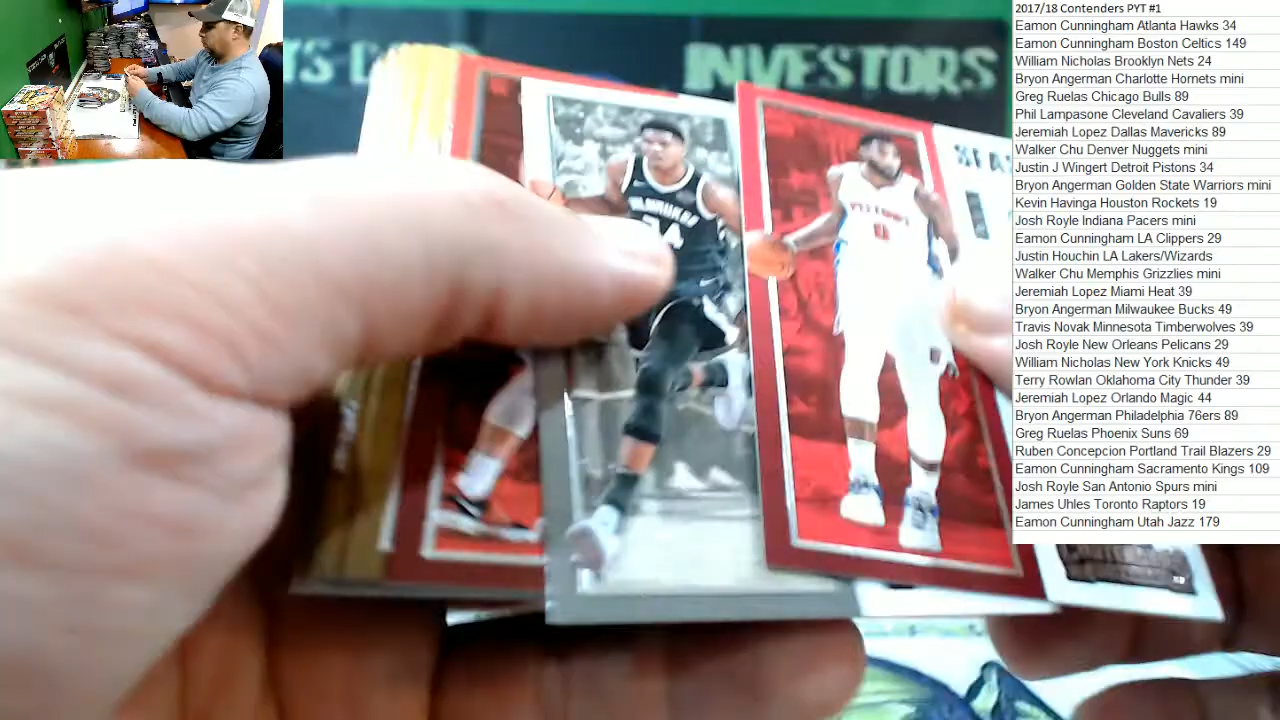 INVESTORS
MILWAUKEE
34
PISTONS
0
2017/18 Contenders PYT #1
Eamon Cunningham Atlanta Hawks 34
Eamon Cunningham Boston Celtics 149
William Nicholas Brooklyn Nets 24
Bryon Angerman Charlotte Hornets mini
Greg Ruelas Chicago Bulls 89
Phil Lampasone Cleveland Cavaliers 39
Jeremiah Lopez Dallas Mavericks 89
Walker Chu Denver Nuggets mini
Justin J Wingert Detroit Pistons 34
Bryon Angerman Golden State Warriors mini
Kevin Havinga Houston Rockets 19
Josh Royle Indiana Pacers mini
Eamon Cunningham LA Clippers 29
Justin Houchin LA Lakers/Wizards
Walker Chu Memphis Grizzlies mini
Jeremiah Lopez Miami Heat 39
Bryon Angerman Milwaukee Bucks 49
Travis Novak Minnesota Timberwolves 39
Josh Royle New Orleans Pelicans 29
William Nicholas New York Knicks 49
Terry Rowlan Oklahoma City Thunder 39
Jeremiah Lopez Orlando Magic 44
Bryon Angerman Philadelphia 76ers 89
Greg Ruelas Phoenix Suns 69
Ruben Concepcion Portland Trail Blazers 29
Eamon Cunningham Sacramento Kings 109
Josh Royle San Antonio Spurs mini
James Uhles Toronto Raptors 19
Eamon Cunningham Utah Jazz 179